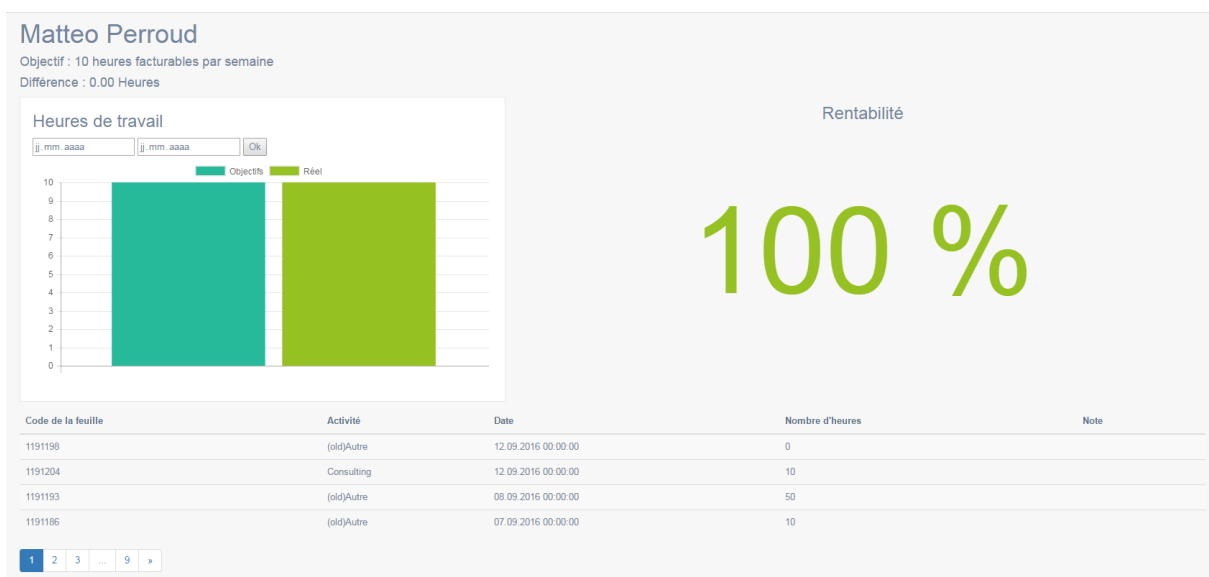 Matteo Perroud
Objectif : 10 heures facturables par semaine
Différence : 0.00 Heures
Heures de travail
jj.mm.aaaa jj.mm.aaaa Ok
Objectifs Réel
10
9
8
7
6
5
4
3
2
1
0
Rentabilité
100 %
Code de la feuille Activité Date Nombre d'heures Note
1191198 (old)Autre 12.09.2016 00:00:00 0
1191204 Consulting 12.09.2016 00:00:00 10
1191193 (old)Autre 08.09.2016 00:00:00 50
1191186 (old)Autre 07.09.2016 00:00:00 10
1 2 3 ... 9 »